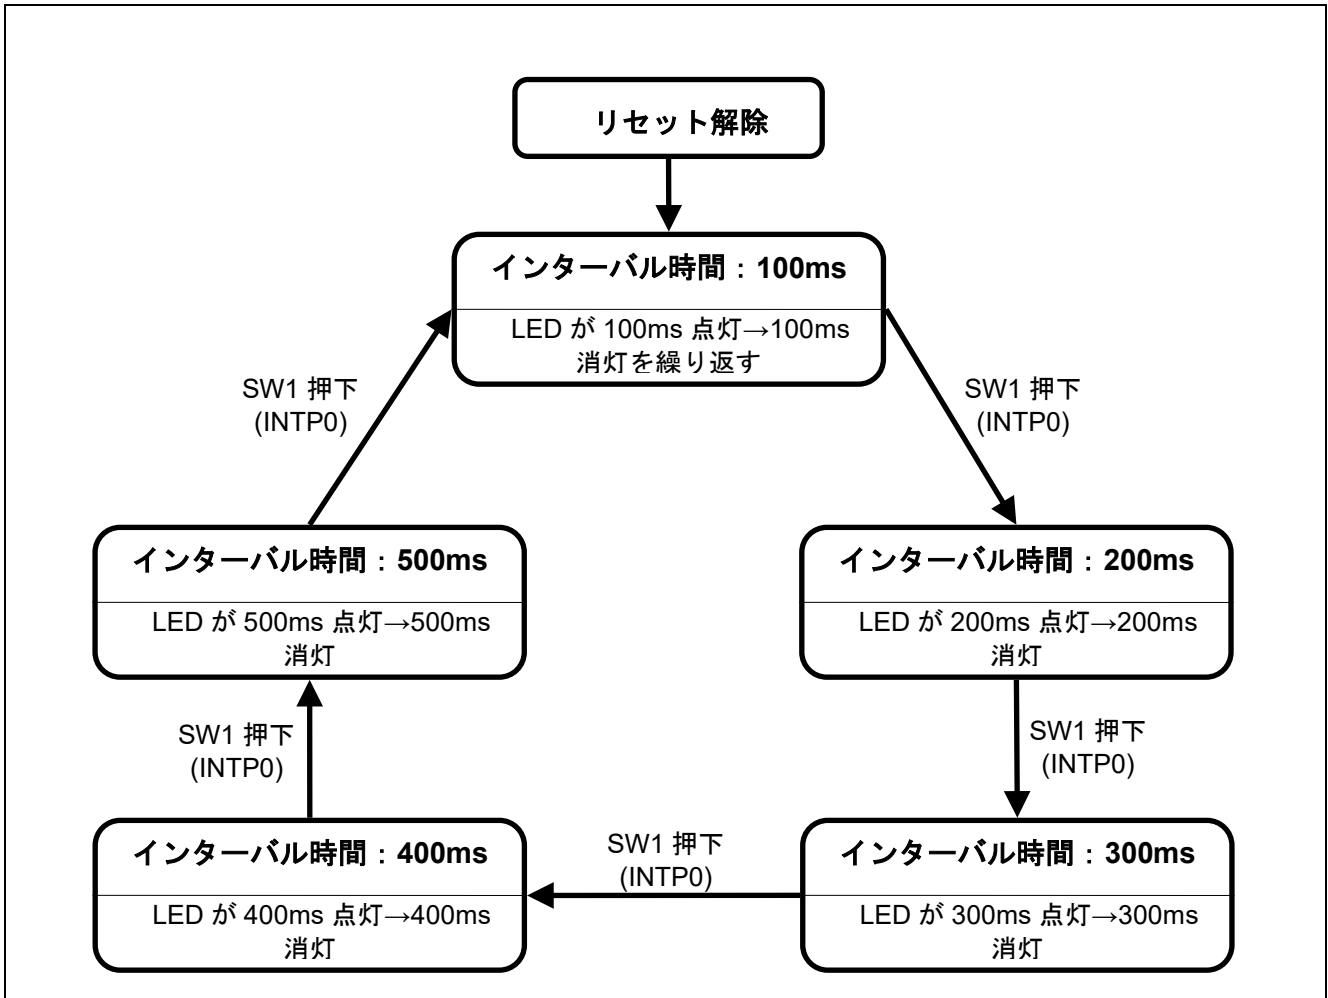 リセット解除
インターバル時間：100ms
LED が 100ms 点灯→100ms
消灯を繰り返す
SW1 押下
(INTP0)
SW1 押下
(INTP0)
インターバル時間：500ms
LED が 500ms 点灯→500ms
消灯
インターバル時間：200ms
LED が 200ms 点灯→200ms
消灯
SW1 押下
(INTP0)
SW1 押下
(INTP0)
インターバル時間：400ms
LED が 400ms 点灯→400ms
消灯
SW1 押下
(INTP0)
インターバル時間：300ms
LED が 300ms 点灯→300ms
消灯